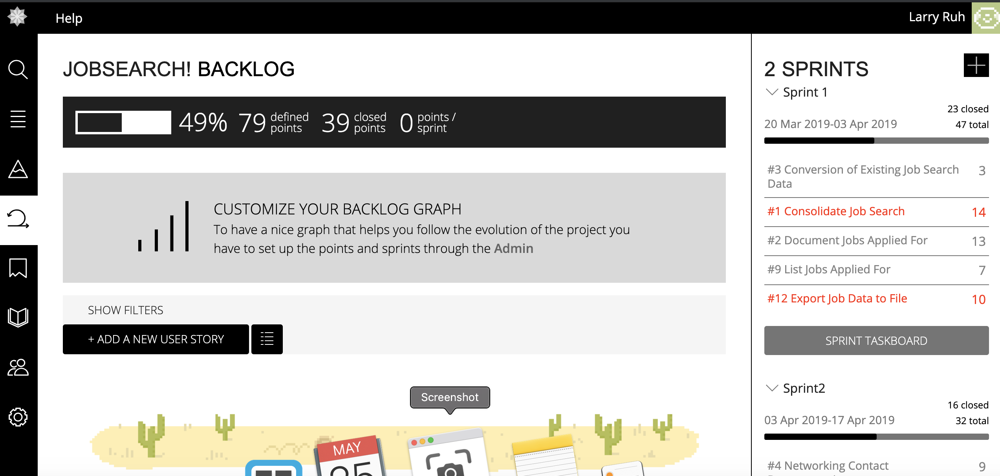 Help
Larry Ruh
JOBSEARCH! BACKLOG
49% 79 defined points 39 closed points 0 points / sprint
CUSTOMIZE YOUR BACKLOG GRAPH
To have a nice graph that helps you follow the evolution of the project you
have to set up the points and sprints through the Admin
SHOW FILTERS
+ ADD A NEW USER STORY
Screenshot
MAY
25
2 SPRINTS
Sprint 1
23 closed
20 Mar 2019-03 Apr 2019
47 total
#3 Conversion of Existing Job Search 3
Data
#1 Consolidate Job Search 14
#2 Document Jobs Applied For 13
#9 List Jobs Applied For 7
#12 Export Job Data to File 10
SPRINT TASKBOARD
Sprint2
16 closed
03 Apr 2019-17 Apr 2019
32 total
#4 Networking Contact 9